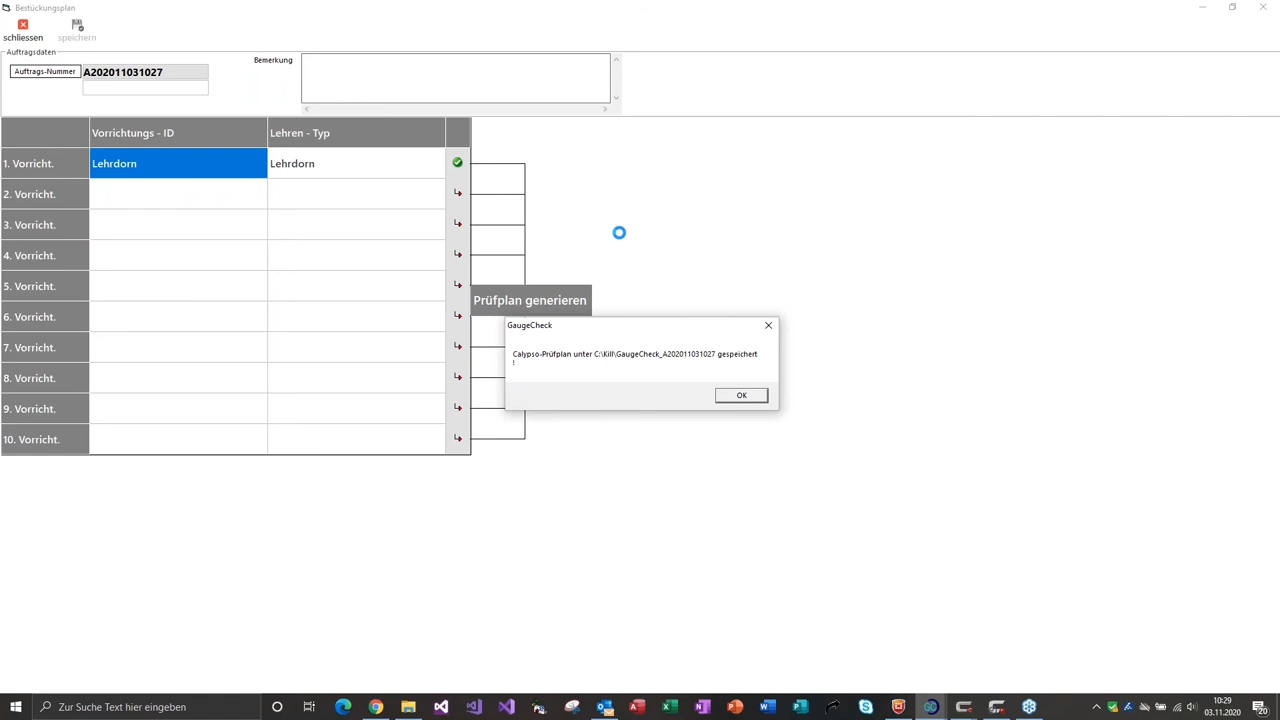 Bestückungsplan
schliessen
speichern
Auftragsdaten
Auftrags-Nummer
A202011031027
Bemerkung
Vorrichtungs - ID
Lehren - Typ
1. Vorricht.
Lehrdorn
Lehrdorn
2. Vorricht.
3. Vorricht.
4. Vorricht.
5. Vorricht.
6. Vorricht.
7. Vorricht.
8. Vorricht.
9. Vorricht.
10. Vorricht.
Prüfplan generieren
GaugeCheck
Calypso-Prüfplan unter C:\Kill\GaugeCheck_A202011031027 gespeichert
!
OK
Zur Suche Text hier eingeben
10:29
03.11.2020
20